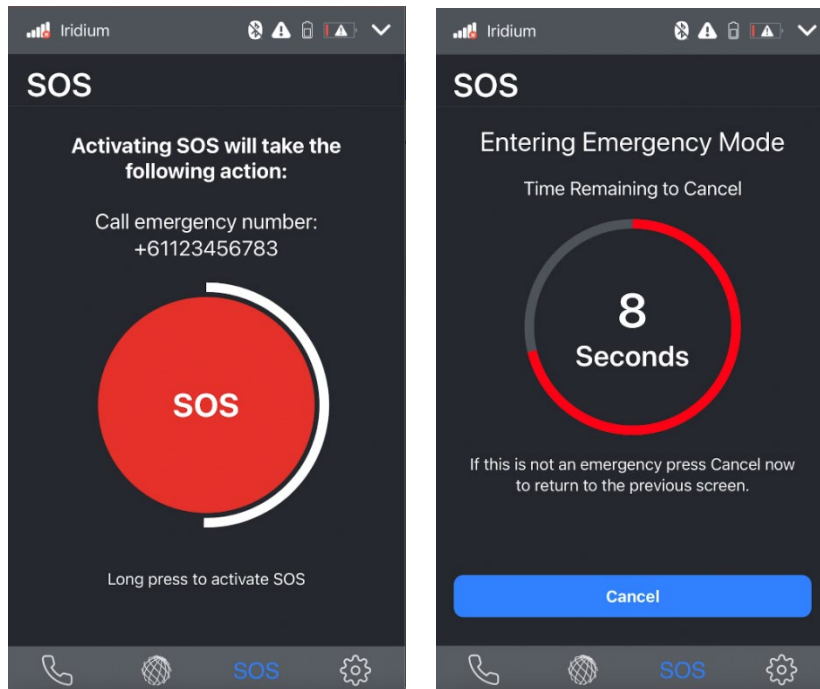 Iridium
SOS
Activating SOS will take the
following action:
Call emergency number:
+61123456783
SOS
Long press to activate SOS
SOS
Iridium
SOS
Entering Emergency Mode
Time Remaining to Cancel
8
Seconds
If this is not an emergency press Cancel now
to return to the previous screen.
Cancel
SOS